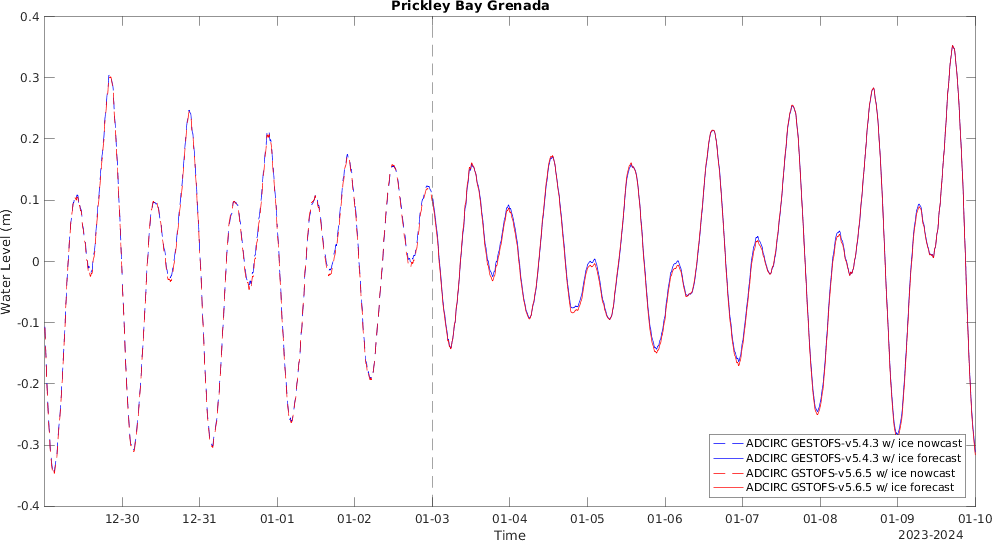 Prickley Bay Grenada
0.4
0.3
0.2
0.1
0
-0.1
-0.2
-0.3
-0.4
Water Level (m)
12-30 12-31 01-01 01-02 01-03 01-04 01-05 01-06 01-07 01-08 01-09 01-10
Time
2023-2024
ADCIRC GESTOFS-v5.4.3 w/ ice nowcast
ADCIRC GESTOFS-v5.4.3 w/ ice forecast
ADCIRC GSTOFS-v5.6.5 w/ ice nowcast
ADCIRC GSTOFS-v5.6.5 w/ ice forecast